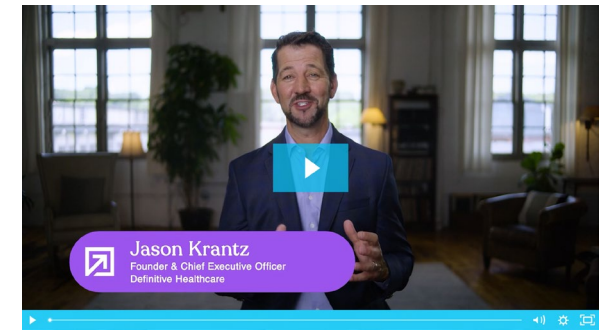 Jason Krantz
Founder & Chief Executive Officer
Definitive Healthcare